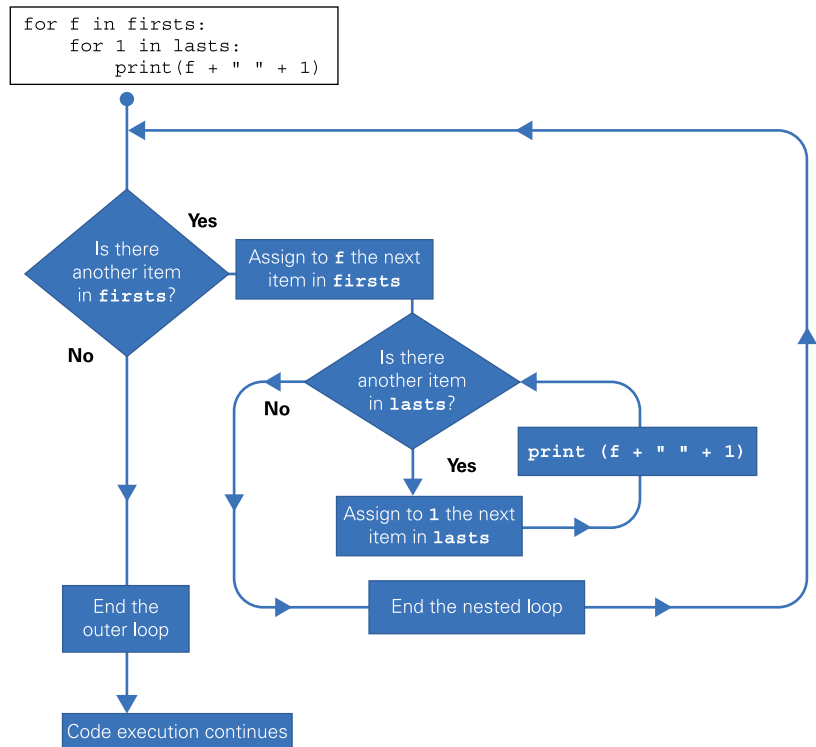 for f in firsts:
for 1 in lasts:
print(f + " " + 1)
Yes
Is there
another item
in firsts?
Assign to f the next
item in firsts
No
Is there
another item
in lasts?
No
Yes
print (f + " " + 1)
Assign to 1 the next
item in lasts
End the
outer loop
End the nested loop
Code execution continues